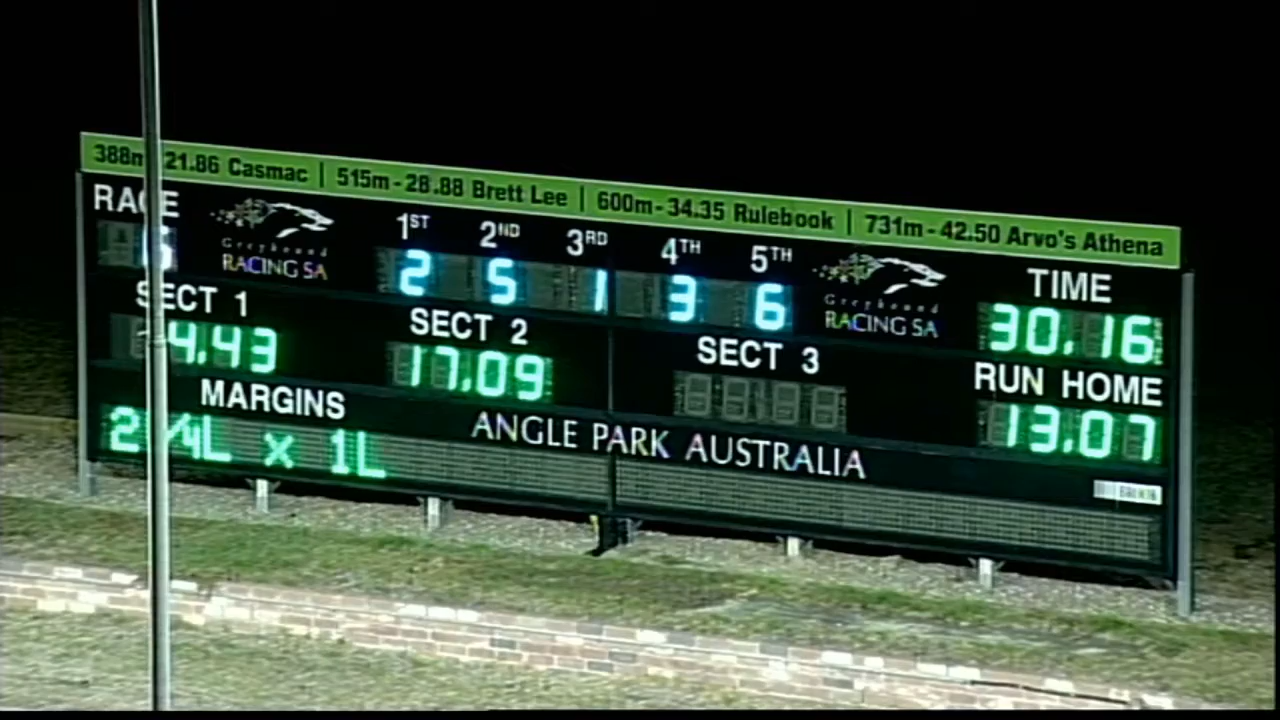 388m 21.86 Casmac | 515m - 28.88 Brett Lee | 600m - 34.35 Rulebook | 731m - 42.50 Arvo's Athena
RACE 1ST 2ND 3RD 4TH 5TH TIME
Greyhound RACING SA 2 5 1 3 6 Greyhound RACING SA 30.16
SECT 1 SECT 2 SECT 3 RUN HOME
4.43 17.09 13.07
MARGINS ANGLE PARK AUSTRALIA
2 1/4L x 1L